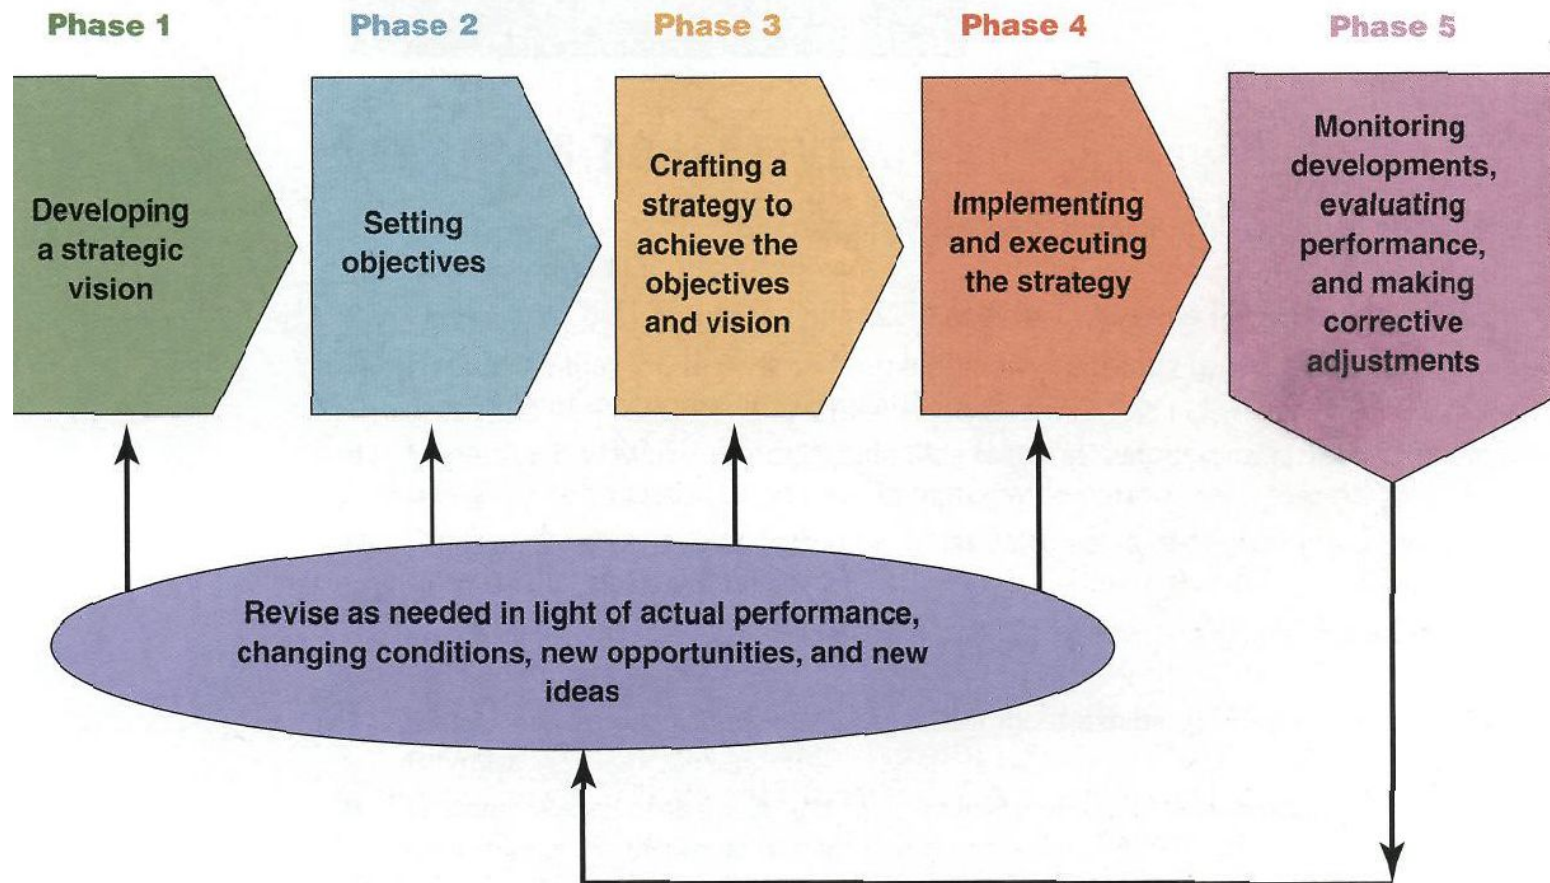 Phase 1
Phase 2
Phase 3
Phase 4
Phase 5
Developing
a strategic
vision
Setting
objectives
Crafting a
strategy to
achieve the
objectives
and vision
Implementing
and executing
the strategy
Monitoring
developments,
evaluating
performance,
and making
corrective
adjustments
Revise as needed in light of actual performance,
changing conditions, new opportunities, and new
ideas